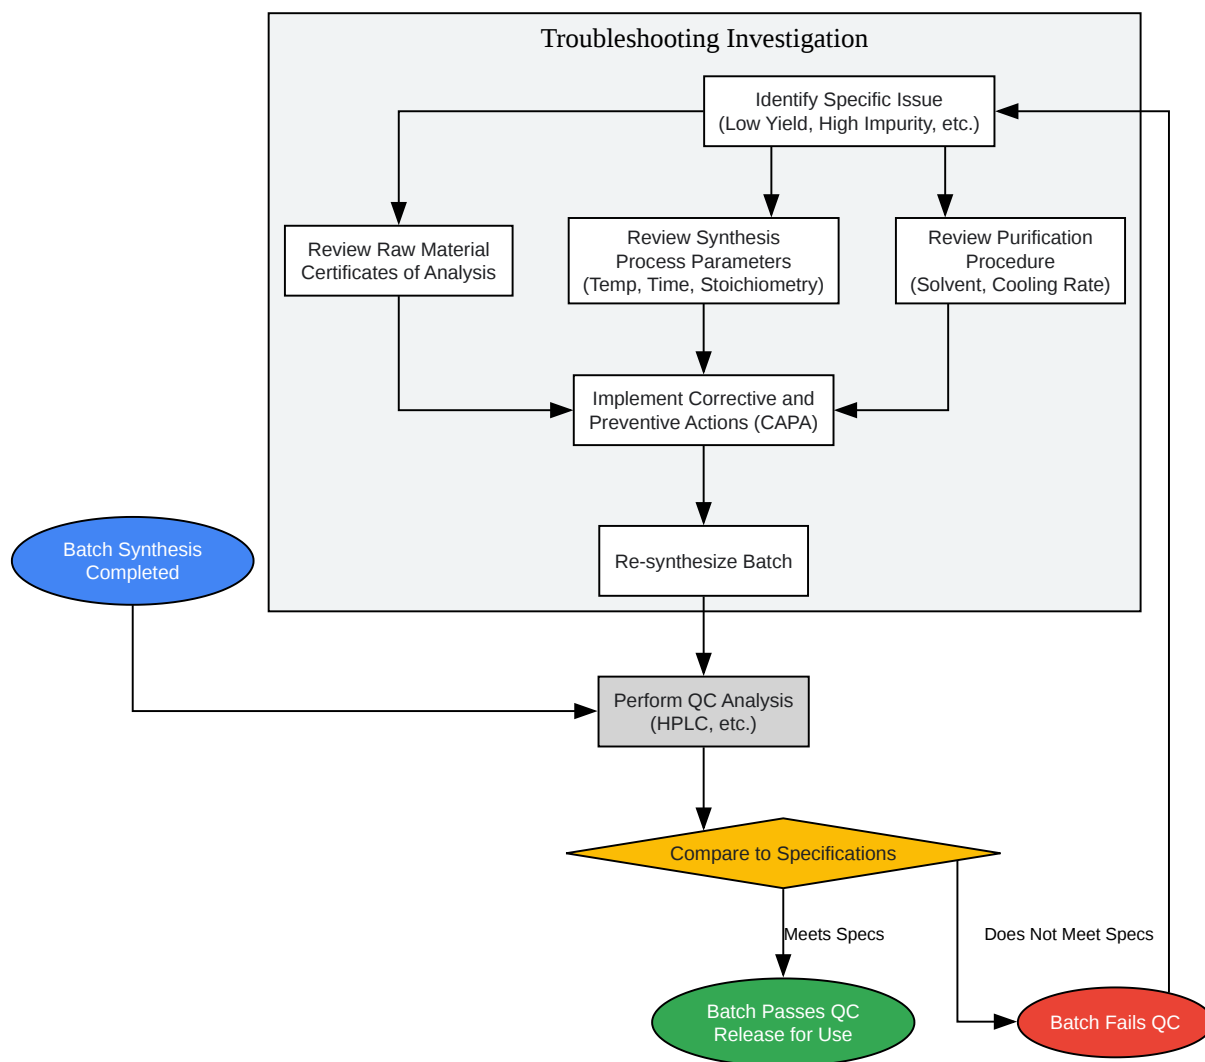 Troubleshooting Investigation
Identify Specific Issue
(Low Yield, High Impurity, etc.)
Review Raw Material
Certificates of Analysis
Review Synthesis
Process Parameters
(Temp, Time, Stoichiometry)
Review Purification
Procedure
(Solvent, Cooling Rate)
Implement Corrective and
Preventive Actions (CAPA)
Batch Synthesis
Completed
Re-synthesize Batch
Perform QC Analysis
(HPLC, etc.)
Compare to Specifications
Meets Specs
Does Not Meet Specs
Batch Passes QC
Release for Use
Batch Fails QC